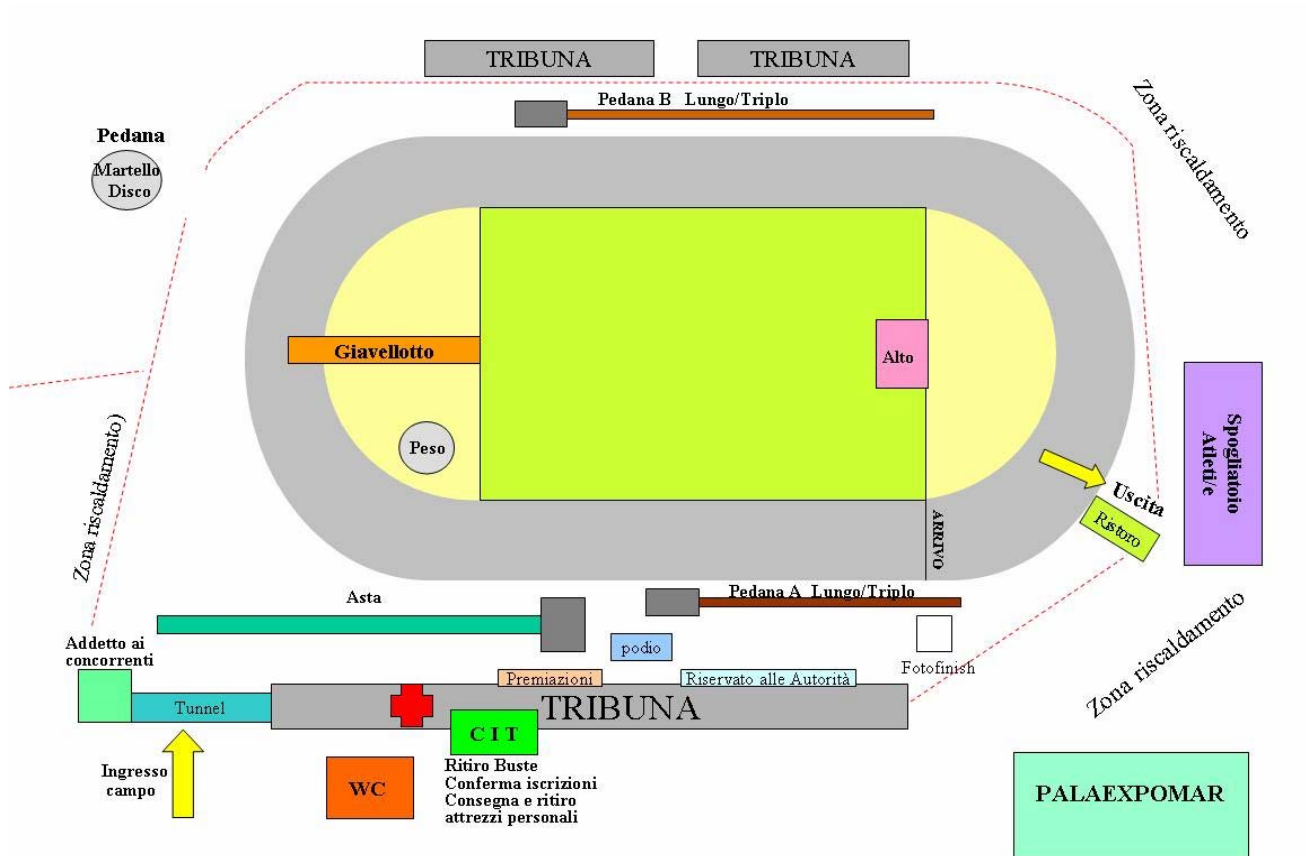 TRIBUNA
TRIBUNA
Pedana B Lungo/Triplo
Zona riscaldamento
Pedana
Martello
Disco
Giavellotto
Alto
Peso
Zona riscaldamento)
Spogliatoio
Atleti/e
Uscita
Ristoro
ARRIVO
Asta
Pedana A Lungo/Triplo
Zona riscaldamento
Addetto ai
concorrenti
podio
Fotofinish
Premiazioni
Riservato alle Autorità
Tunnel
TRIBUNA
C I T
Ingresso
campo
WC
Ritiro Buste
Conferma iscrizioni
Consegna e ritiro
attrezzi personali
PALAEXPOMAR